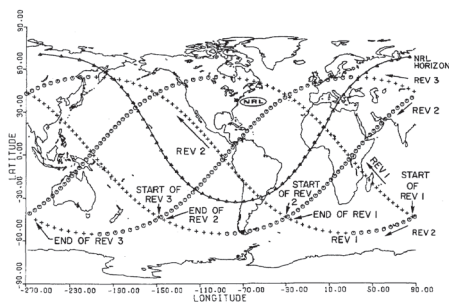 90.00
60.00
30.00
0.00
-30.00
-60.00
-90.00
LATITUDE
NRL
HORIZON
REV 3
NRL
REV 2
REV 2
REV 1
START OF
REV 3
START OF
REV
2
START
OF
REV 1
END OF
REV 2
END OF REV 1
END OF REV 3
REV 1
REV 2
-270.00
-230.00
-190.00
-150.00
-110.00
-70.00
-30.00
10.00
50.00
90.00
LONGITUDE